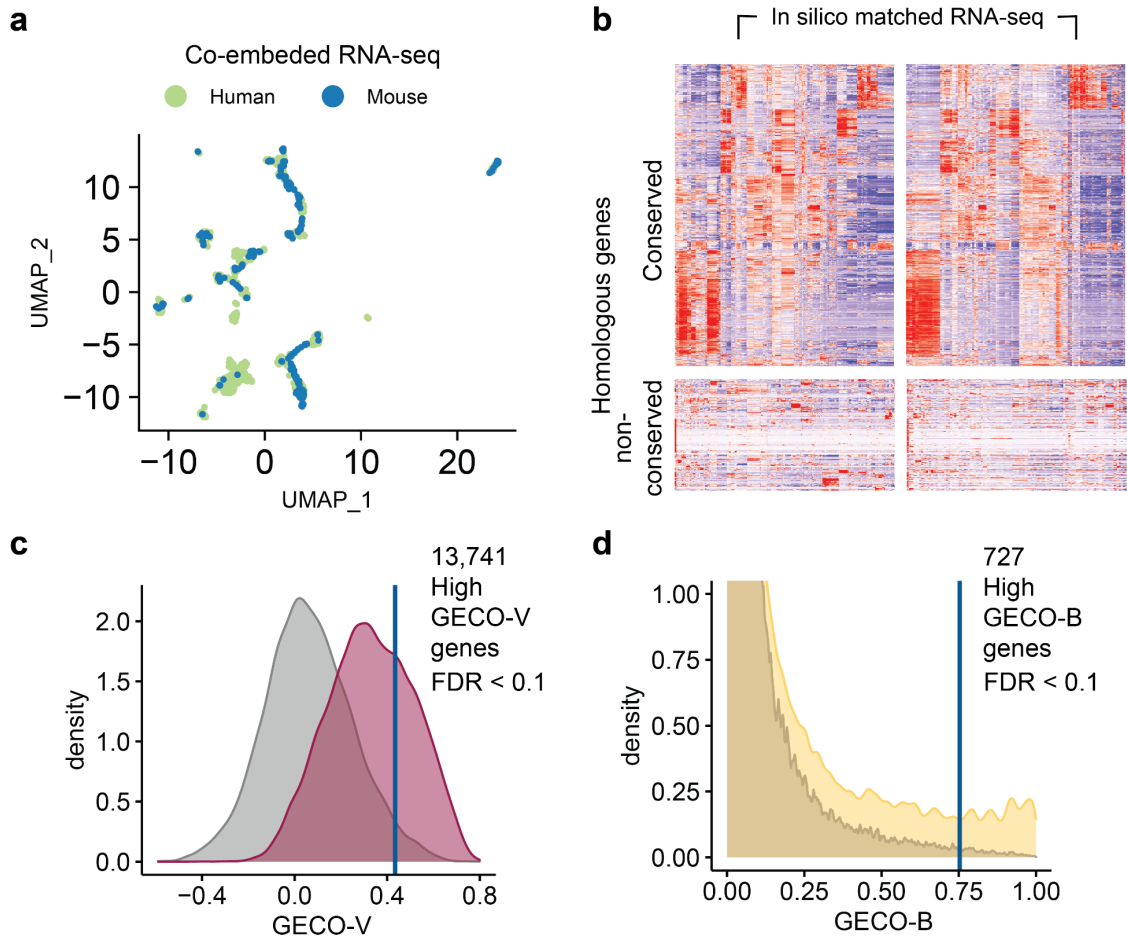 a
Co-embeded RNA-seq
Human
Mouse
10
5
0
−5
−10
UMAP_2
−10
0
10
20
UMAP_1
b
In silico matched RNA-seq
Homologous genes
Conserved
non-
conserved
c
13,741
High
GECO-V
genes
FDR < 0.1
2.0
1.5
1.0
0.5
0.0
density
−0.4
0.0
0.4
0.8
GECO-V
d
727
High
GECO-B
genes
FDR < 0.1
1.00
0.75
0.50
0.25
0.00
density
0.00
0.25
0.50
0.75
1.00
GECO-B